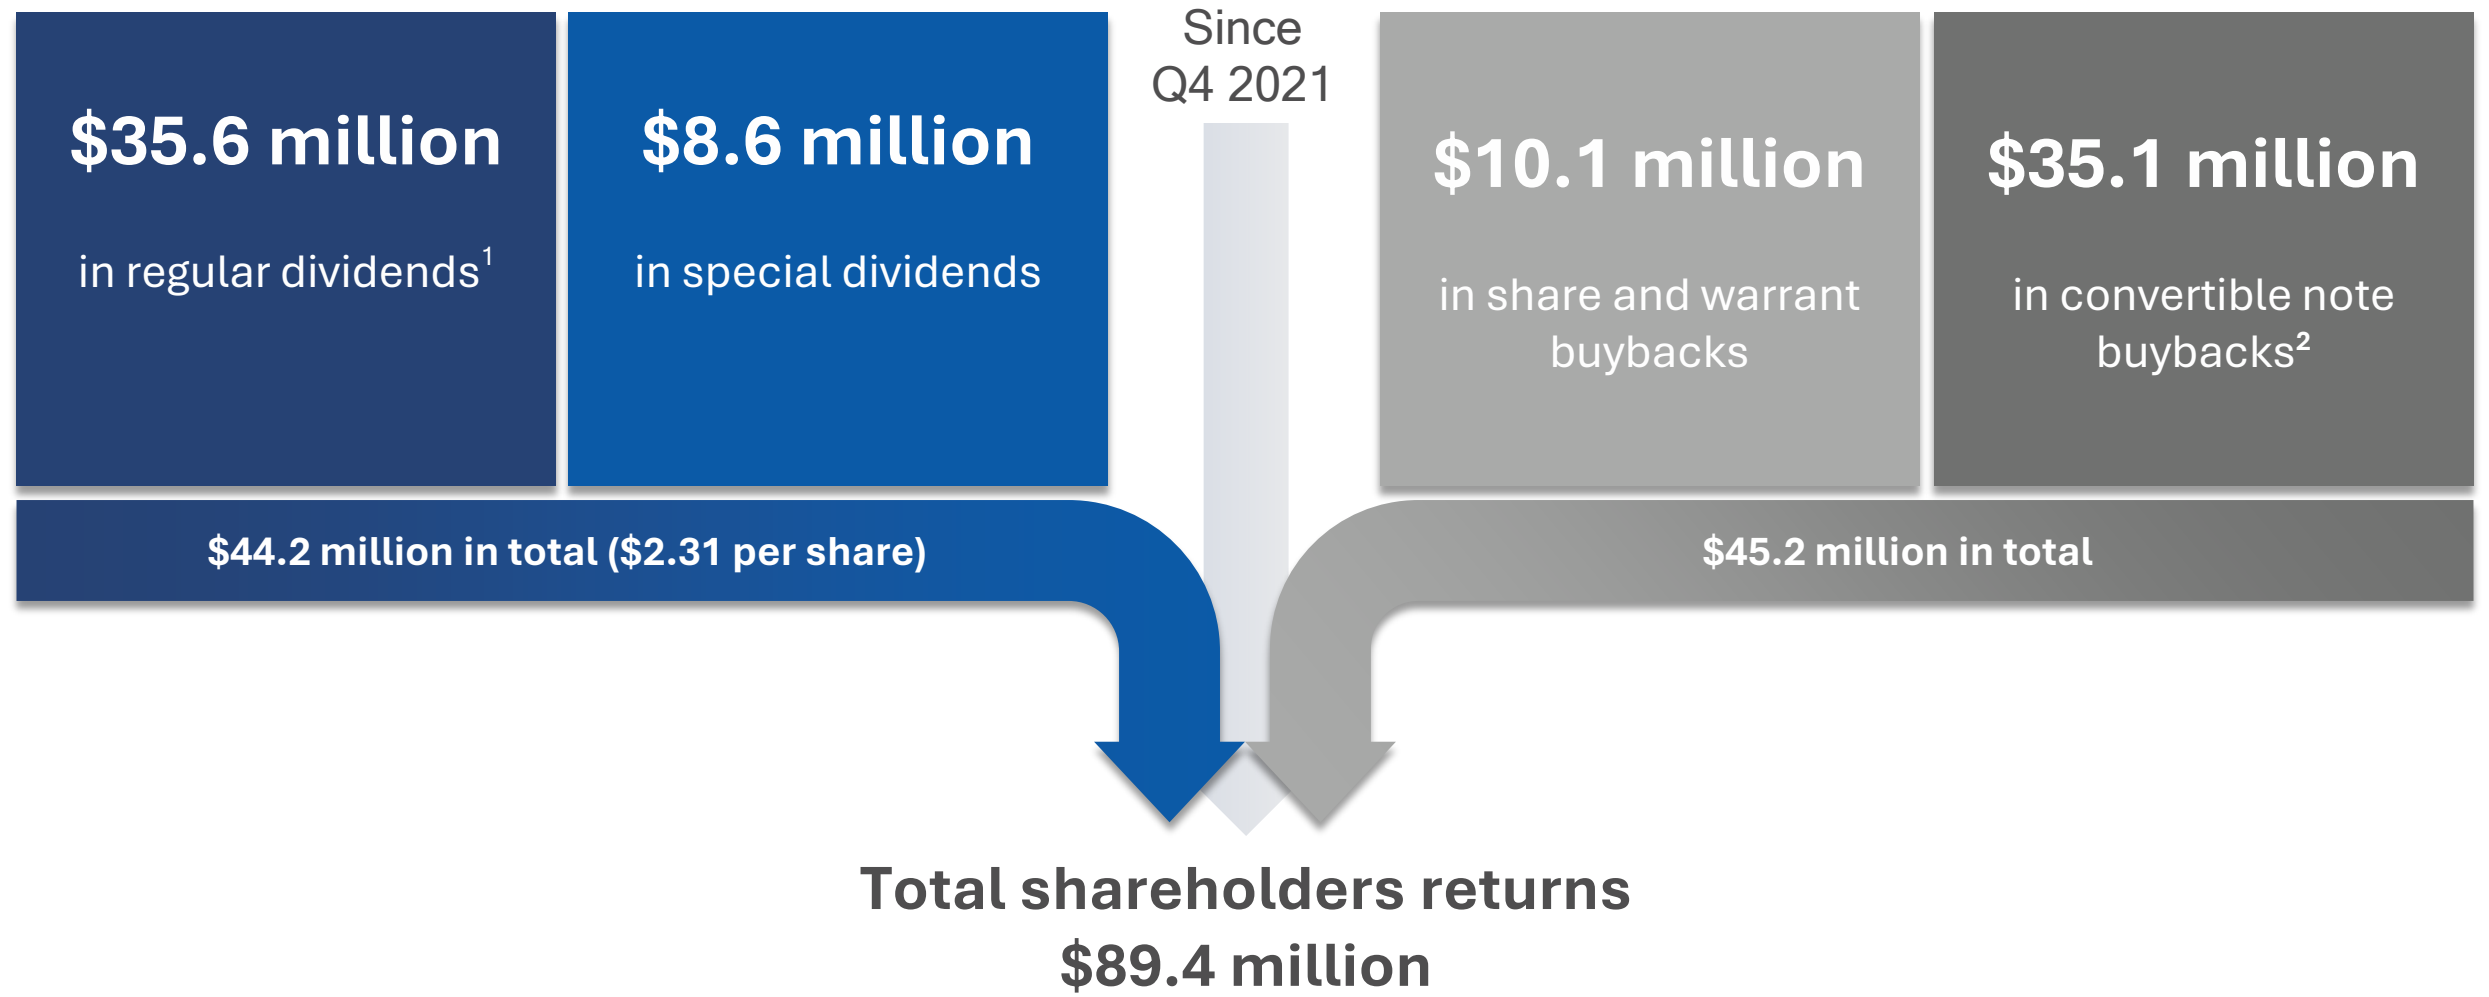 $35.6 million
in regular dividends¹
$8.6 million
in special dividends
Since
Q4 2021
$10.1 million
in share and warrant
buybacks
$35.1 million
in convertible note
buybacks²
$44.2 million in total ($2.31 per share)
$45.2 million in total
Total shareholders returns
$89.4 million